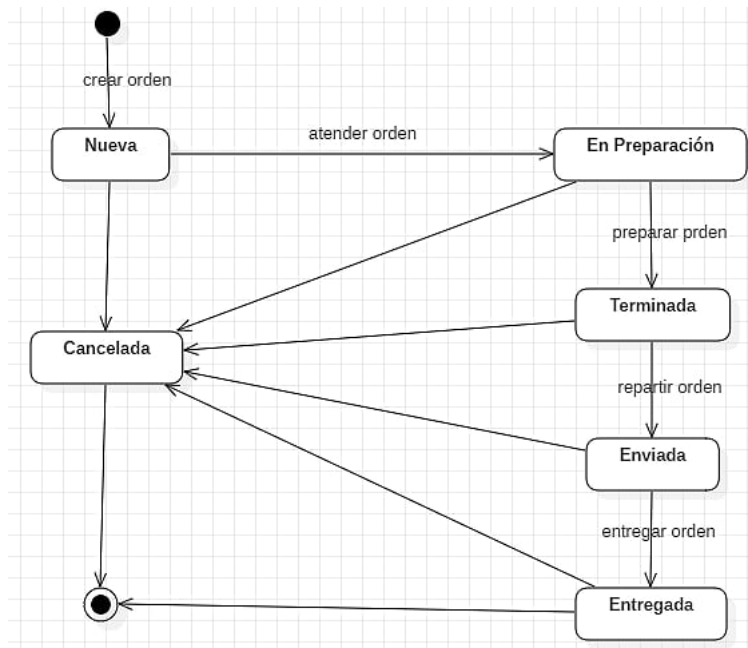 crear orden
Nueva
atender orden
En Preparación
preparar prden
Terminada
Cancelada
repartir orden
Enviada
entregar orden
Entregada